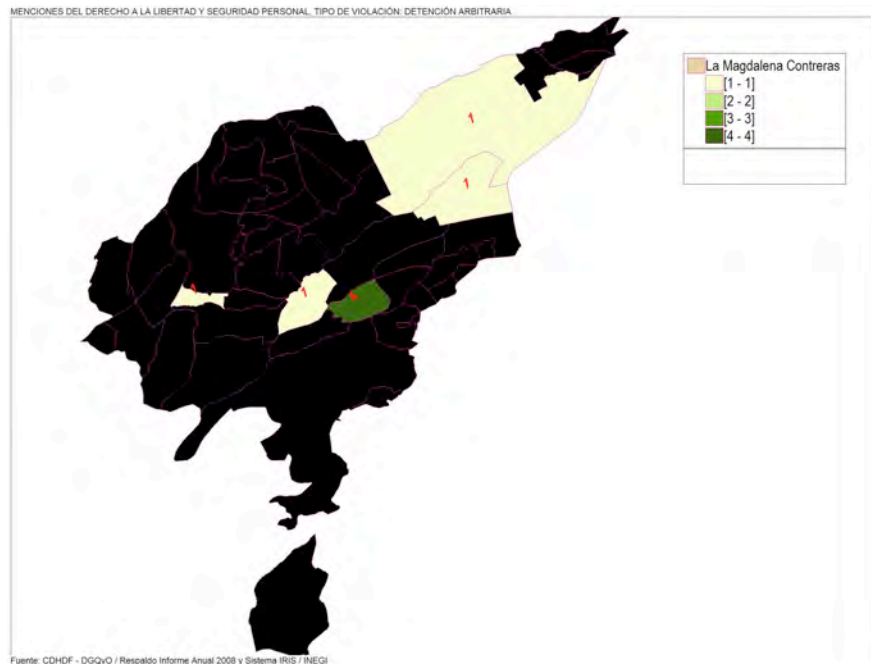 MENCIONES DEL DERECHO A LA LIBERTAD Y SEGURIDAD PERSONAL, TIPO DE VIOLACIÓN: DETENCIÓN ARBITRARIA
La Magdalena Contreras
[1 - 1]
[2 - 2]
[3 - 3]
[4 - 4]
1
1
1
1
4
Fuente: CDHDF - DGQyO / Respaldo Informe Anual 2008 y Sistema IRIS / INEGI